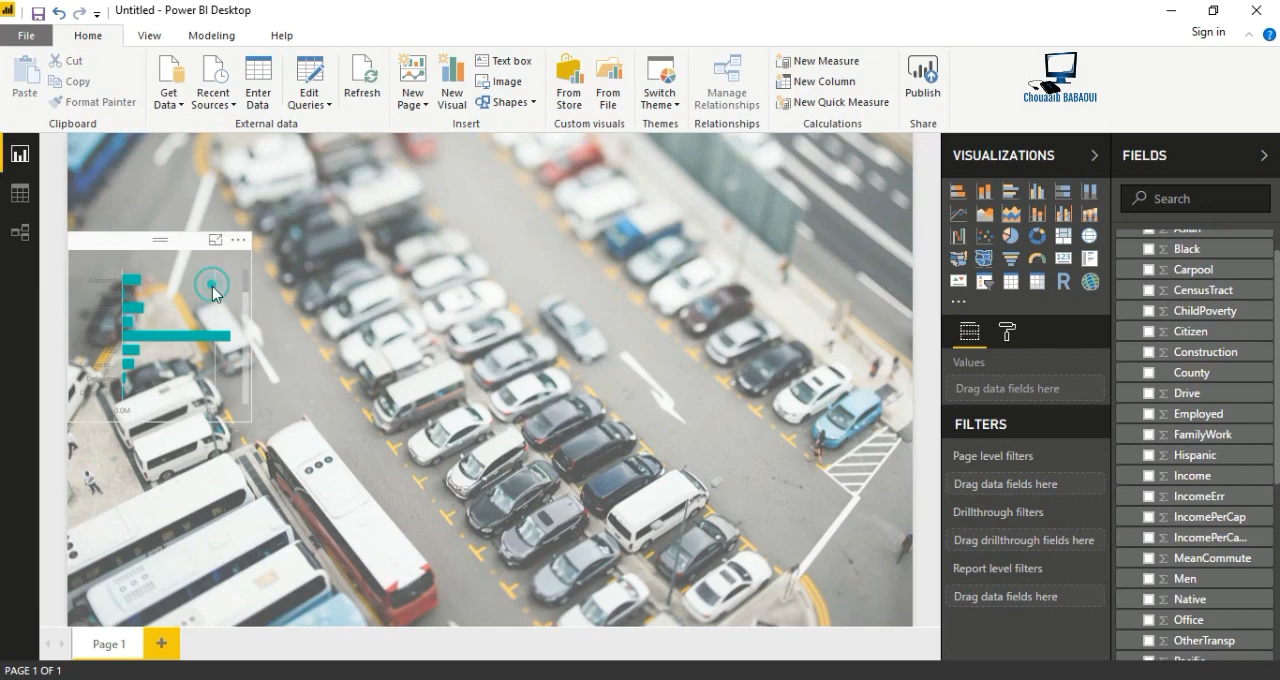 Untitled - Power BI Desktop
Sign in
File Home View Modeling Help
Paste
Cut
Copy
Format Painter
Clipboard
Get Data
Recent Sources
Enter Data
Edit Queries
Refresh
External data
New Page
New Visual
Text box
Image
Shapes
Insert
From Store
From File
Custom visuals
Switch Theme
Themes
Manage Relationships
Relationships
New Measure
New Column
New Quick Measure
Calculations
Publish
Share
Chouaaib BABAOUI
VISUALIZATIONS
R
123
Values
Drag data fields here
FILTERS
Page level filters
Drag data fields here
Drillthrough filters
Drag drillthrough fields here
Report level filters
Drag data fields here
FIELDS
Search
Asian
Black
Carpool
CensusTract
ChildPoverty
Citizen
Construction
County
Drive
Employed
FamilyWork
Hispanic
Income
IncomeErr
IncomePerCap
IncomePerCa...
MeanCommute
Men
Native
Office
OtherTransp
Pacific
0.0M
Page 1
PAGE 1 OF 1